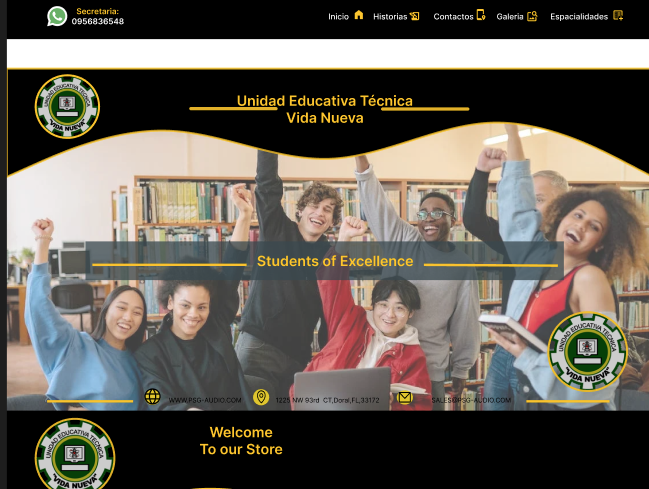 Secretaria:
0956836548
Inicio
Historias
Contactos
Galeria
Espacialidades
UNIDAD EDUCATIVA TÉCNICA
"VIDA NUEVA"
Unidad Educativa Técnica
Vida Nueva
Students of Excellence
UNIDAD EDUCATIVA TECNICA
"VIDA NUEVA"
WWW.PSG-AUDIO.COM
1225 NW 93rd CT,Doral,FL,33172
SALES@PSG-AUDIO.COM
UNIDAD EDUCATIVA TÉCNICA
"VIDA NUEVA"
Welcome
To our Store